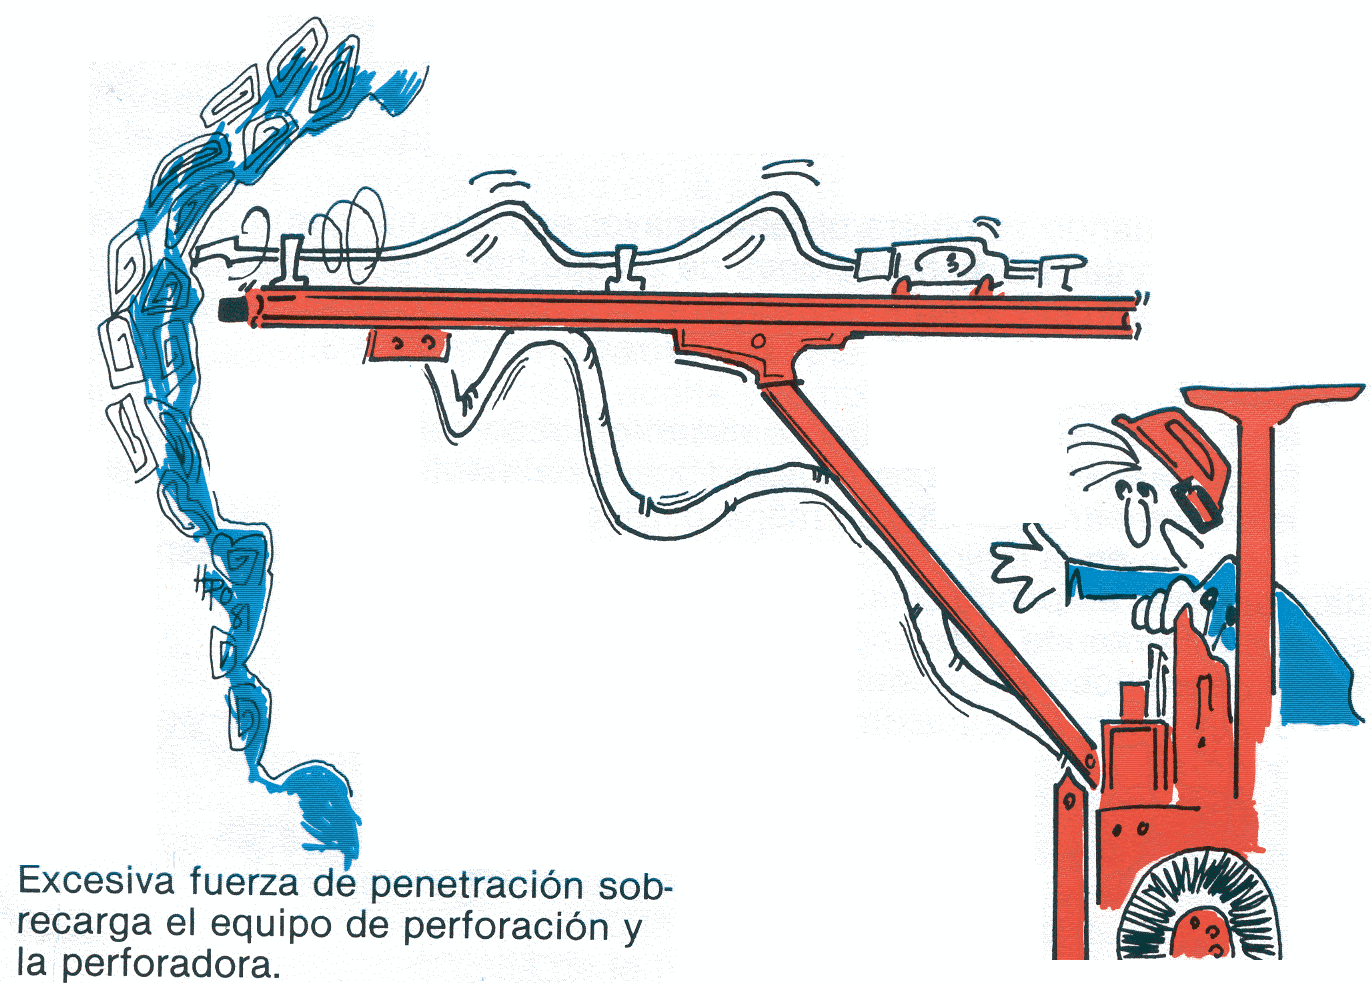 Excesiva fuerza de penetración sob-
recarga el equipo de perforación y
la perforadora.